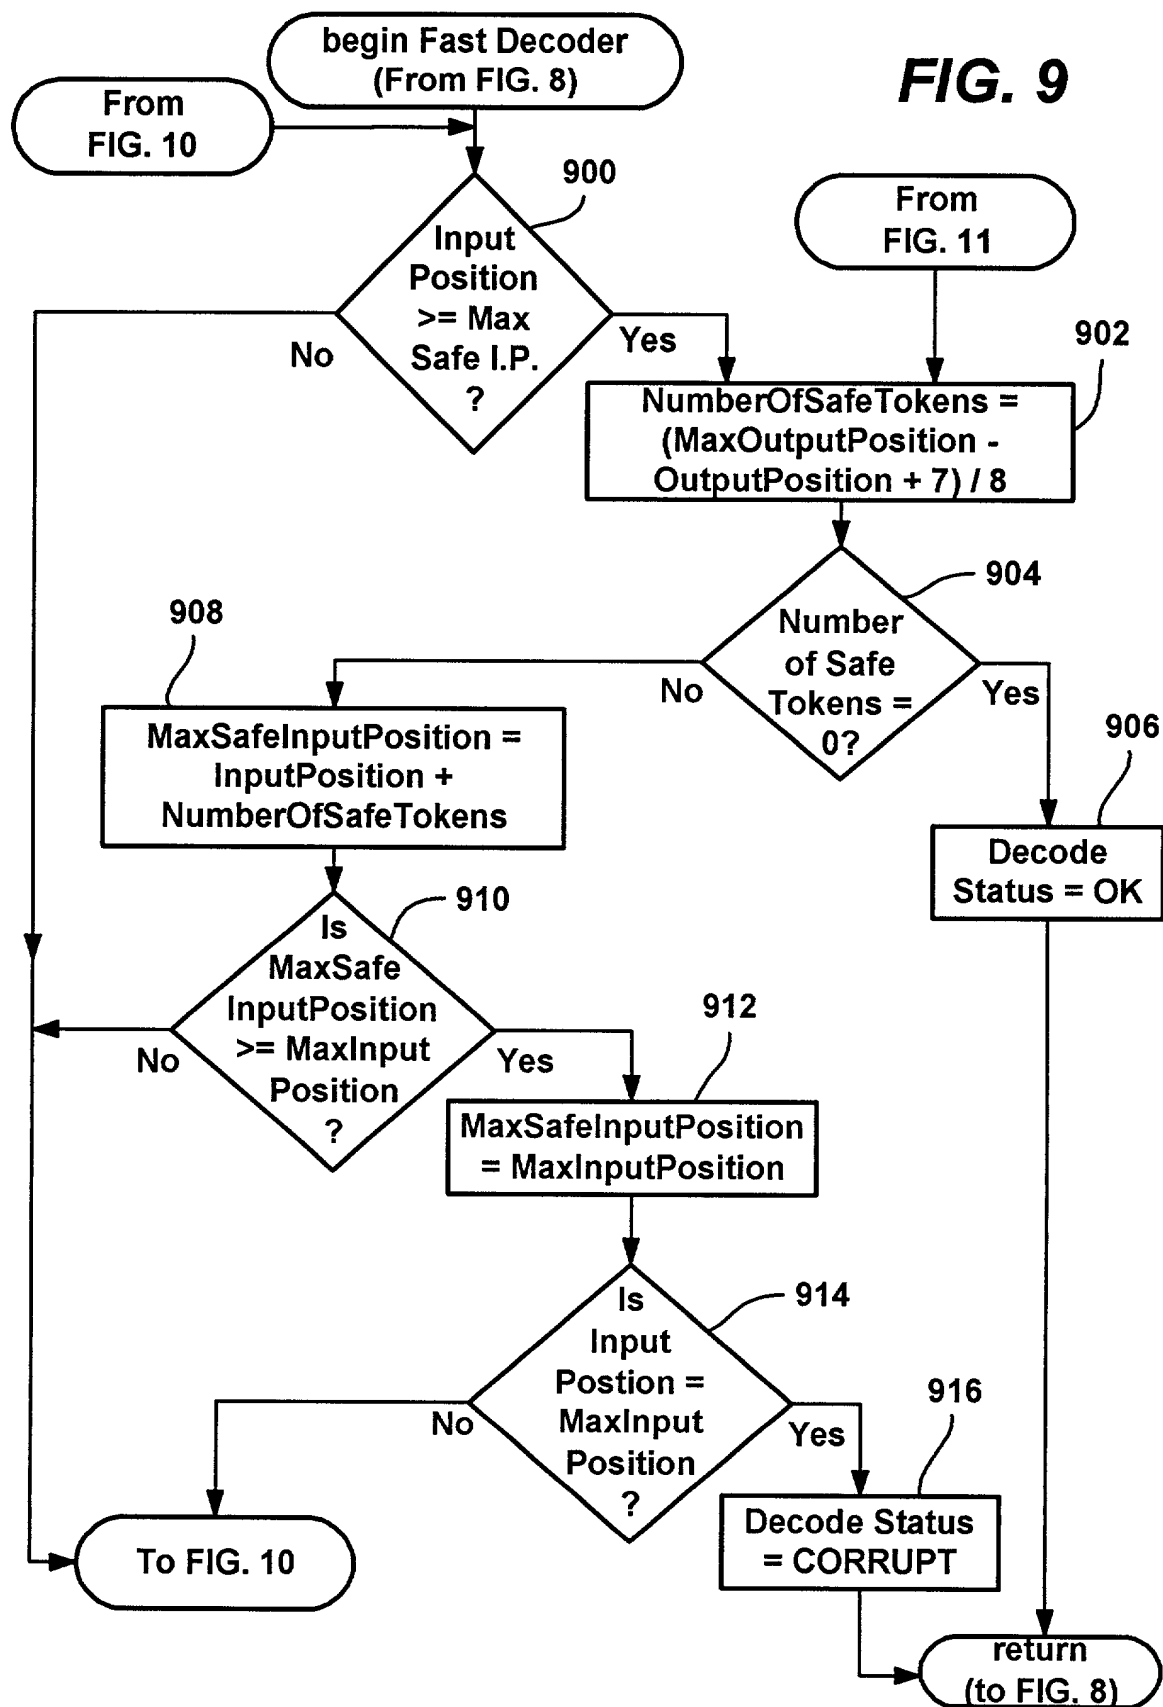 begin Fast Decoder
(From FIG. 8)
FIG. 9
From
FIG. 10
900
Input
Position
>= Max
Safe I.P.
?
No
Yes
From
FIG. 11
902
NumberOfSafeTokens =
(MaxOutputPosition -
OutputPosition + 7) / 8
904
Number
of Safe
Tokens =
0?
No
Yes
908
MaxSafeInputPosition =
InputPosition +
NumberOfSafeTokens
906
Decode
Status = OK
910
Is
MaxSafe
InputPosition
>= MaxInput
Position
?
No
Yes
912
MaxSafeInputPosition
= MaxInputPosition
914
Is
Input
Postion =
MaxInput
Position
?
No
Yes
916
Decode Status
= CORRUPT
To FIG. 10
return
(to FIG. 8)